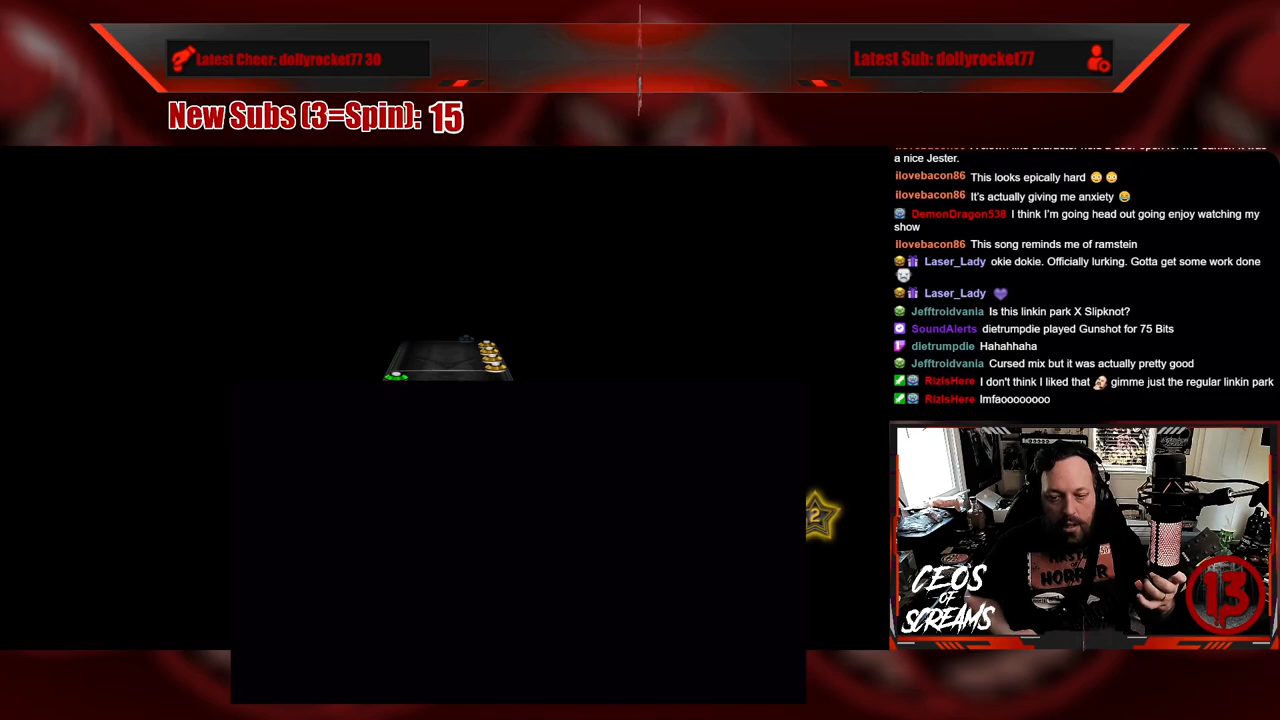 Latest Cheer: dollyrocket77 30
Latest Sub: dollyrocket77
New Subs (3=Spin): 15
a nice Jester.
ilovebacon86 This looks epically hard 😳 😳
ilovebacon86 It's actually giving me anxiety 😂
DemonDragon538 I think I'm going head out going enjoy watching my
show
ilovebacon86 This song reminds me of ramstein
Laser_Lady okie dokie. Officially lurking. Gotta get some work done
Laser_Lady 💜
Jefftroidvania Is this linkin park X Slipknot?
SoundAlerts dietrumpdie played Gunshot for 75 Bits
dietrumpdie Hahahhaha
Jefftroidvania Cursed mix but it was actually pretty good
RizIsHere I don't think I liked that gimme just the regular linkin park
RizIsHere lmfaoooooooo
2
HORROR
CEOS
OF
SCREAMS
13